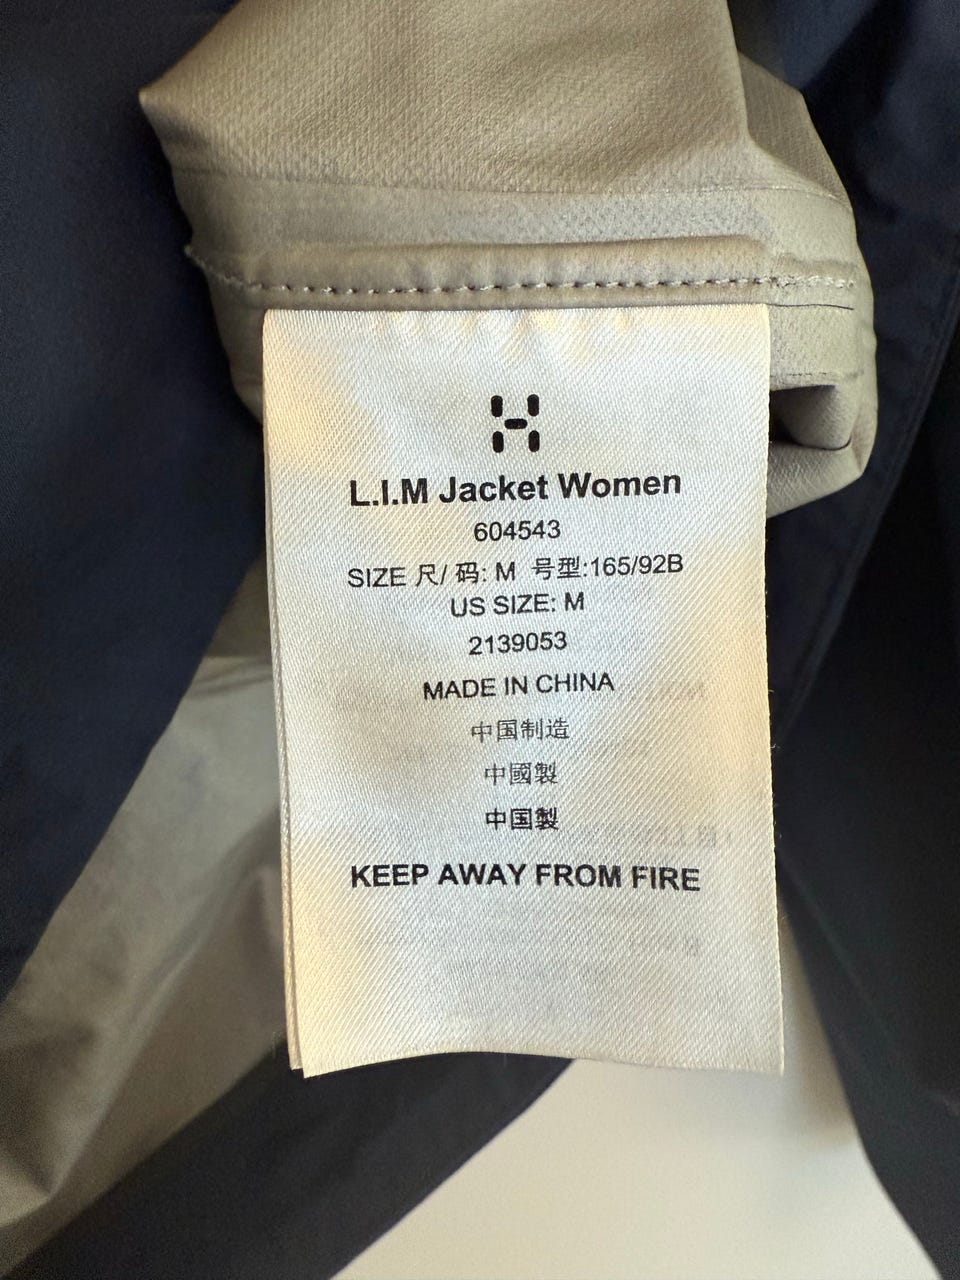 L.I.M Jacket Women
604543
SIZE 尺/ 码: M 号型:165/92B
US SIZE: M
2139053
MADE IN CHINA
中国制造
中國製
中国製
KEEP AWAY FROM FIRE